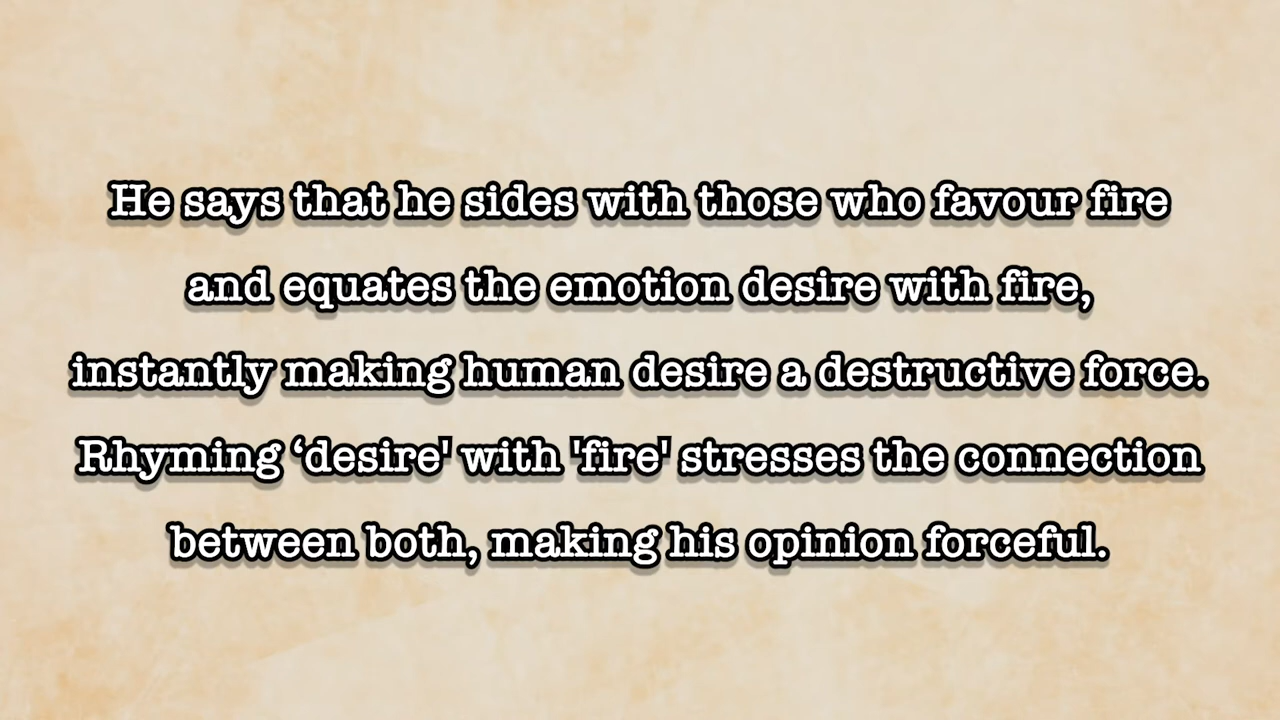 He says that he sides with those who favour fire
and equates the emotion desire with fire,
instantly making human desire a destructive force.
Rhyming ‘desire' with 'fire' stresses the connection
between both, making his opinion forceful.